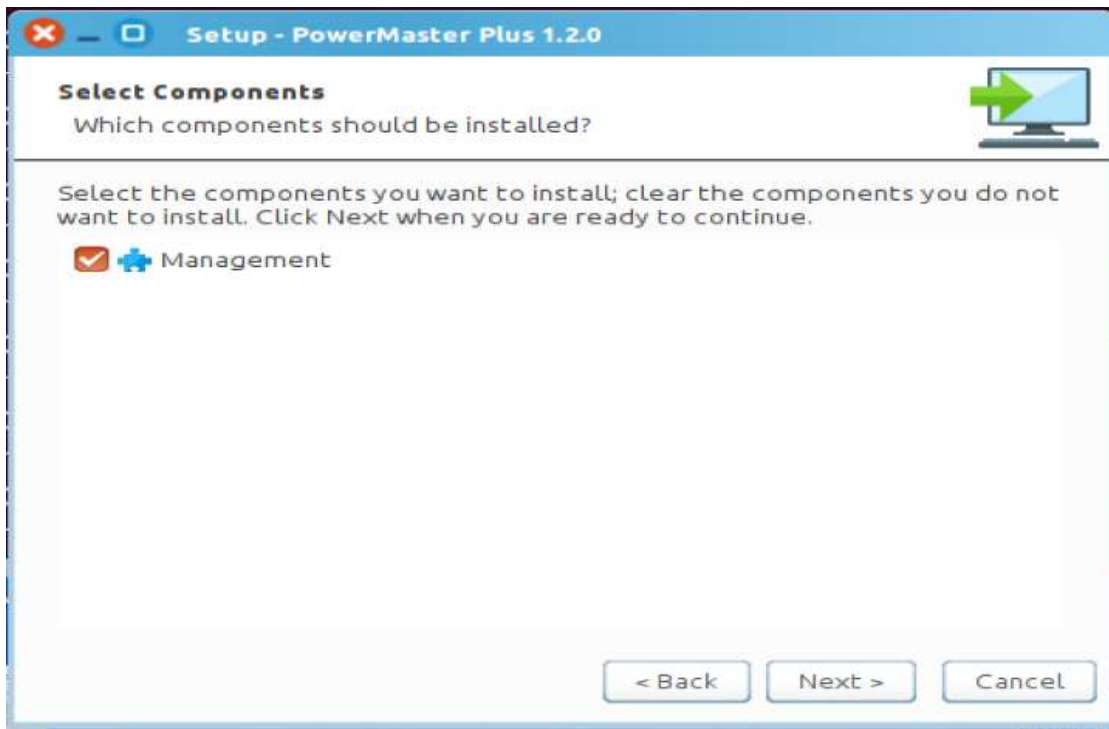 Setup - PowerMaster Plus 1.2.0
Select Components
Which components should be installed?
Select the components you want to install; clear the components you do not
want to install. Click Next when you are ready to continue.
Management
< Back
Next >
Cancel